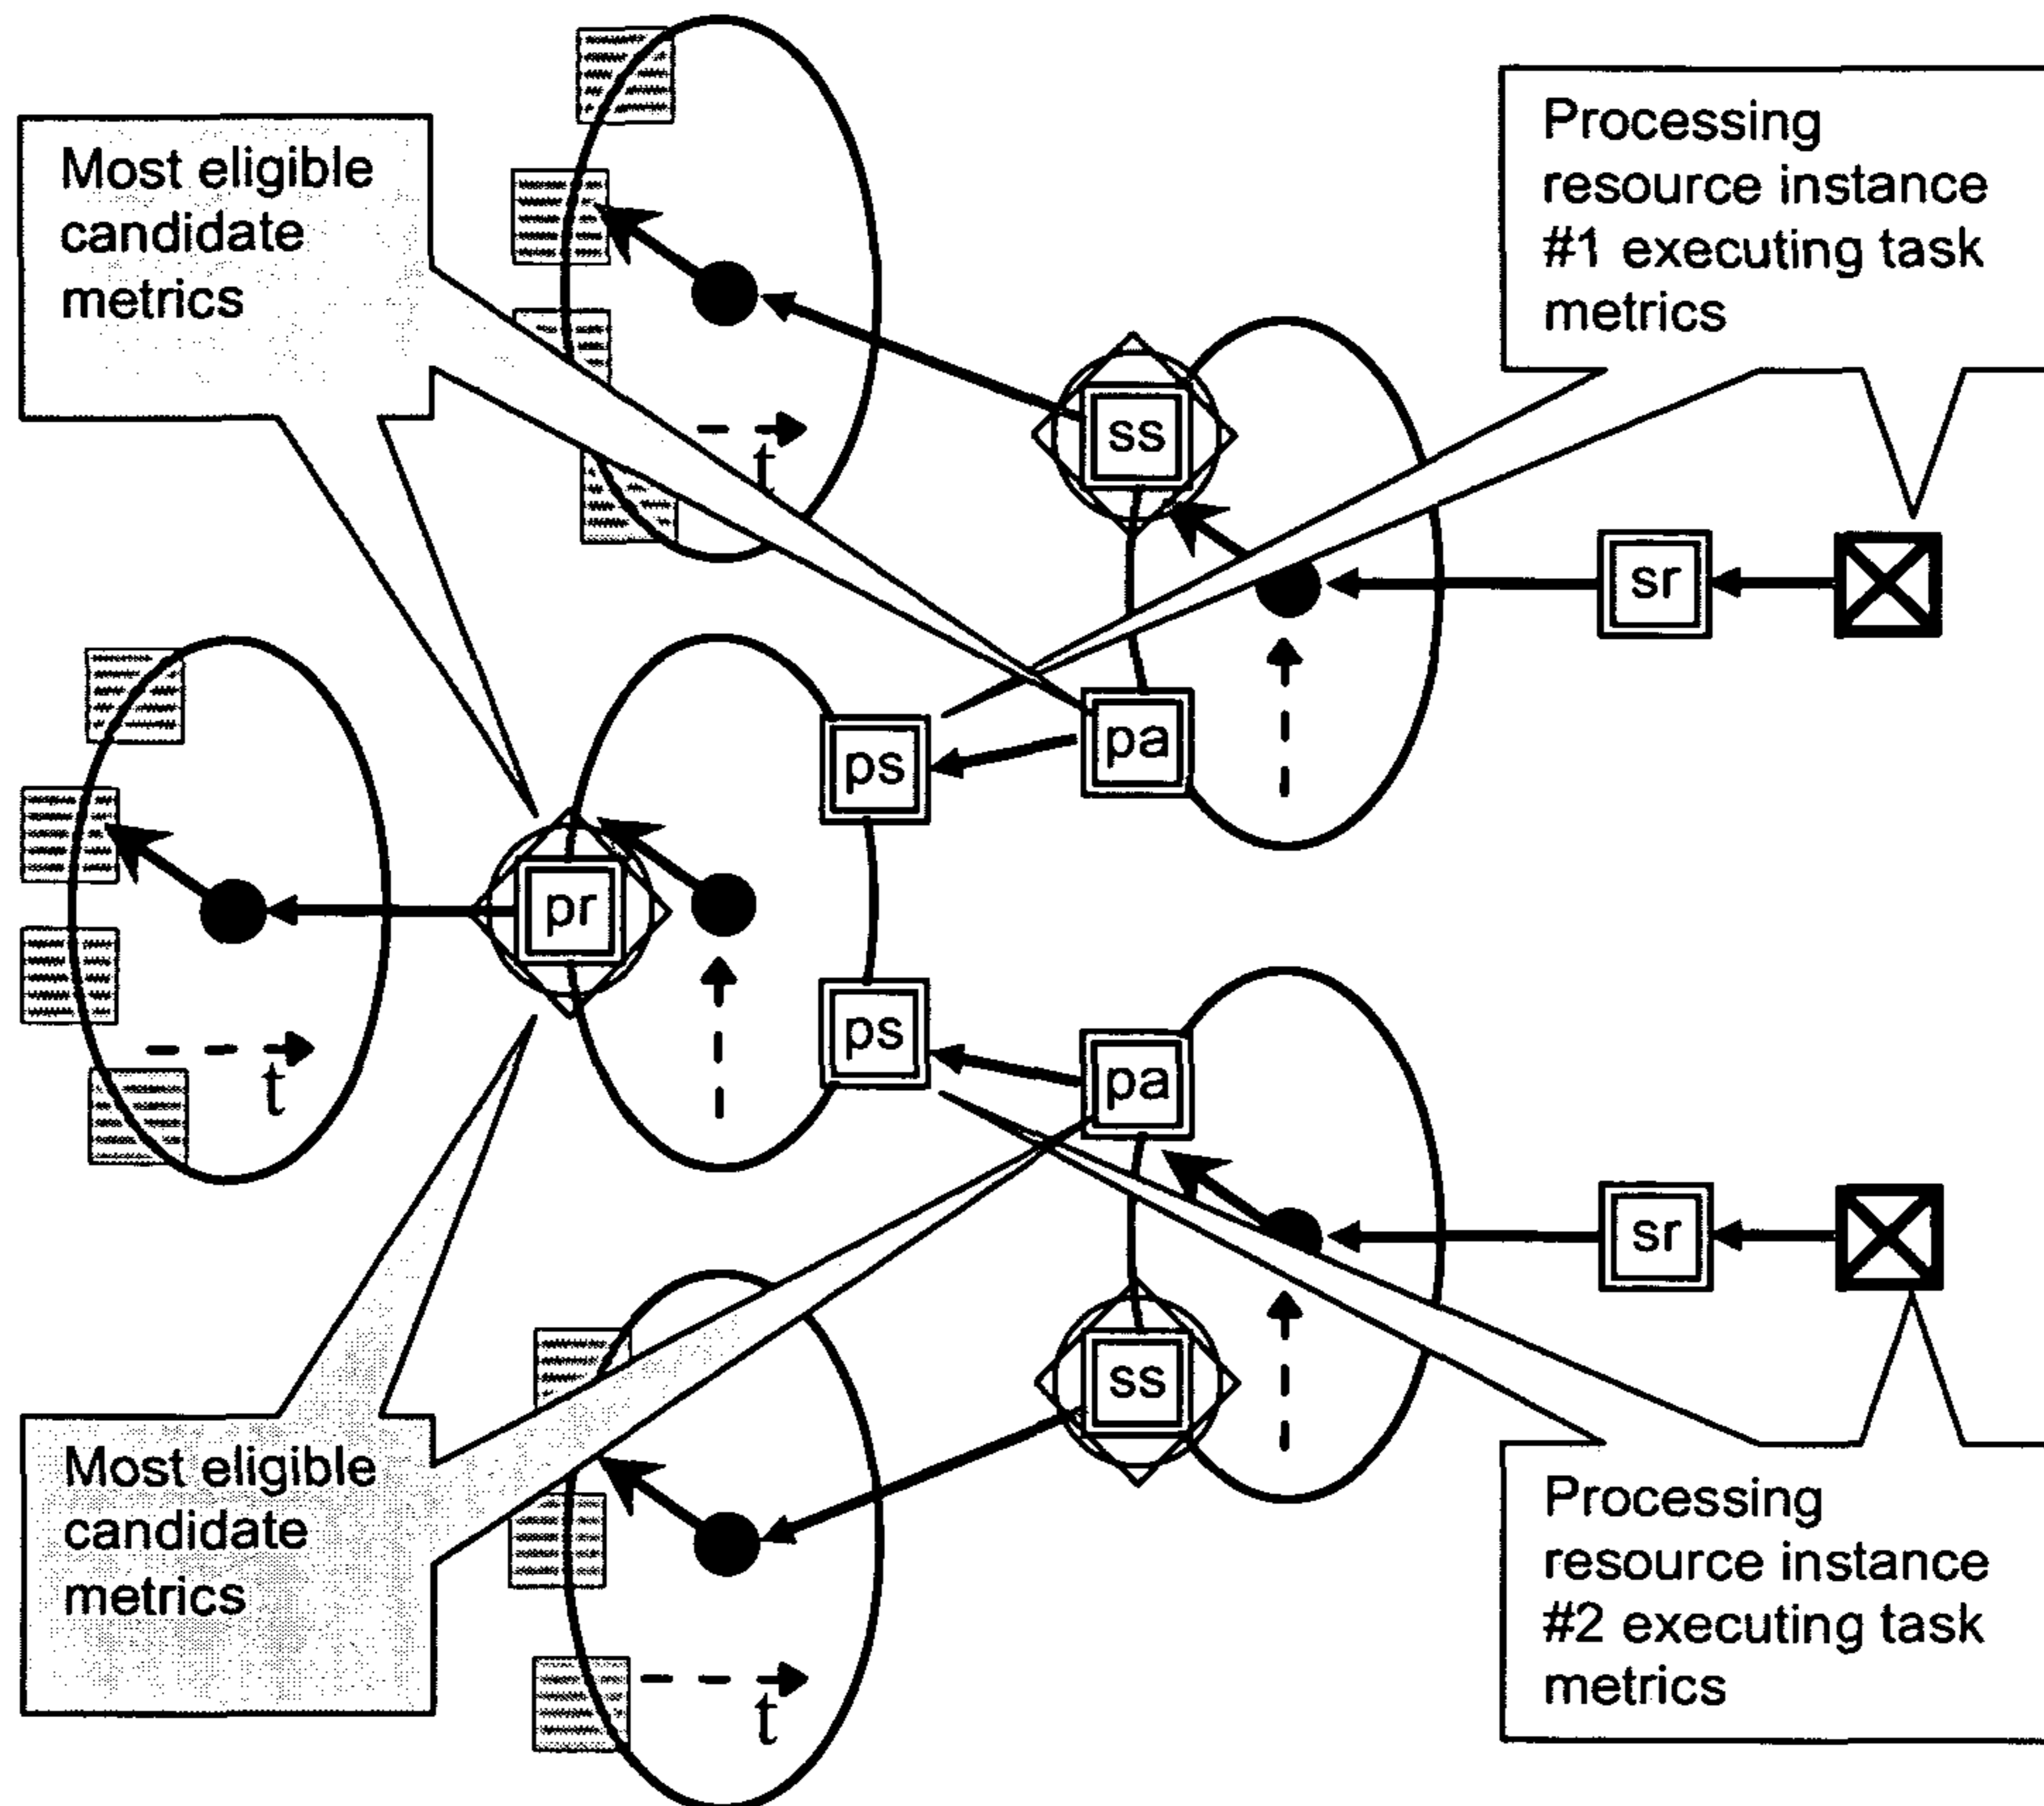 Most eligible
candidate
metrics
Processing
resource instance
#1 executing task
metrics
t
ss
sr
pa
ps
pr
t
ps
pa
sr
ss
t
Most eligible
candidate
metrics
Processing
resource instance
#2 executing task
metrics